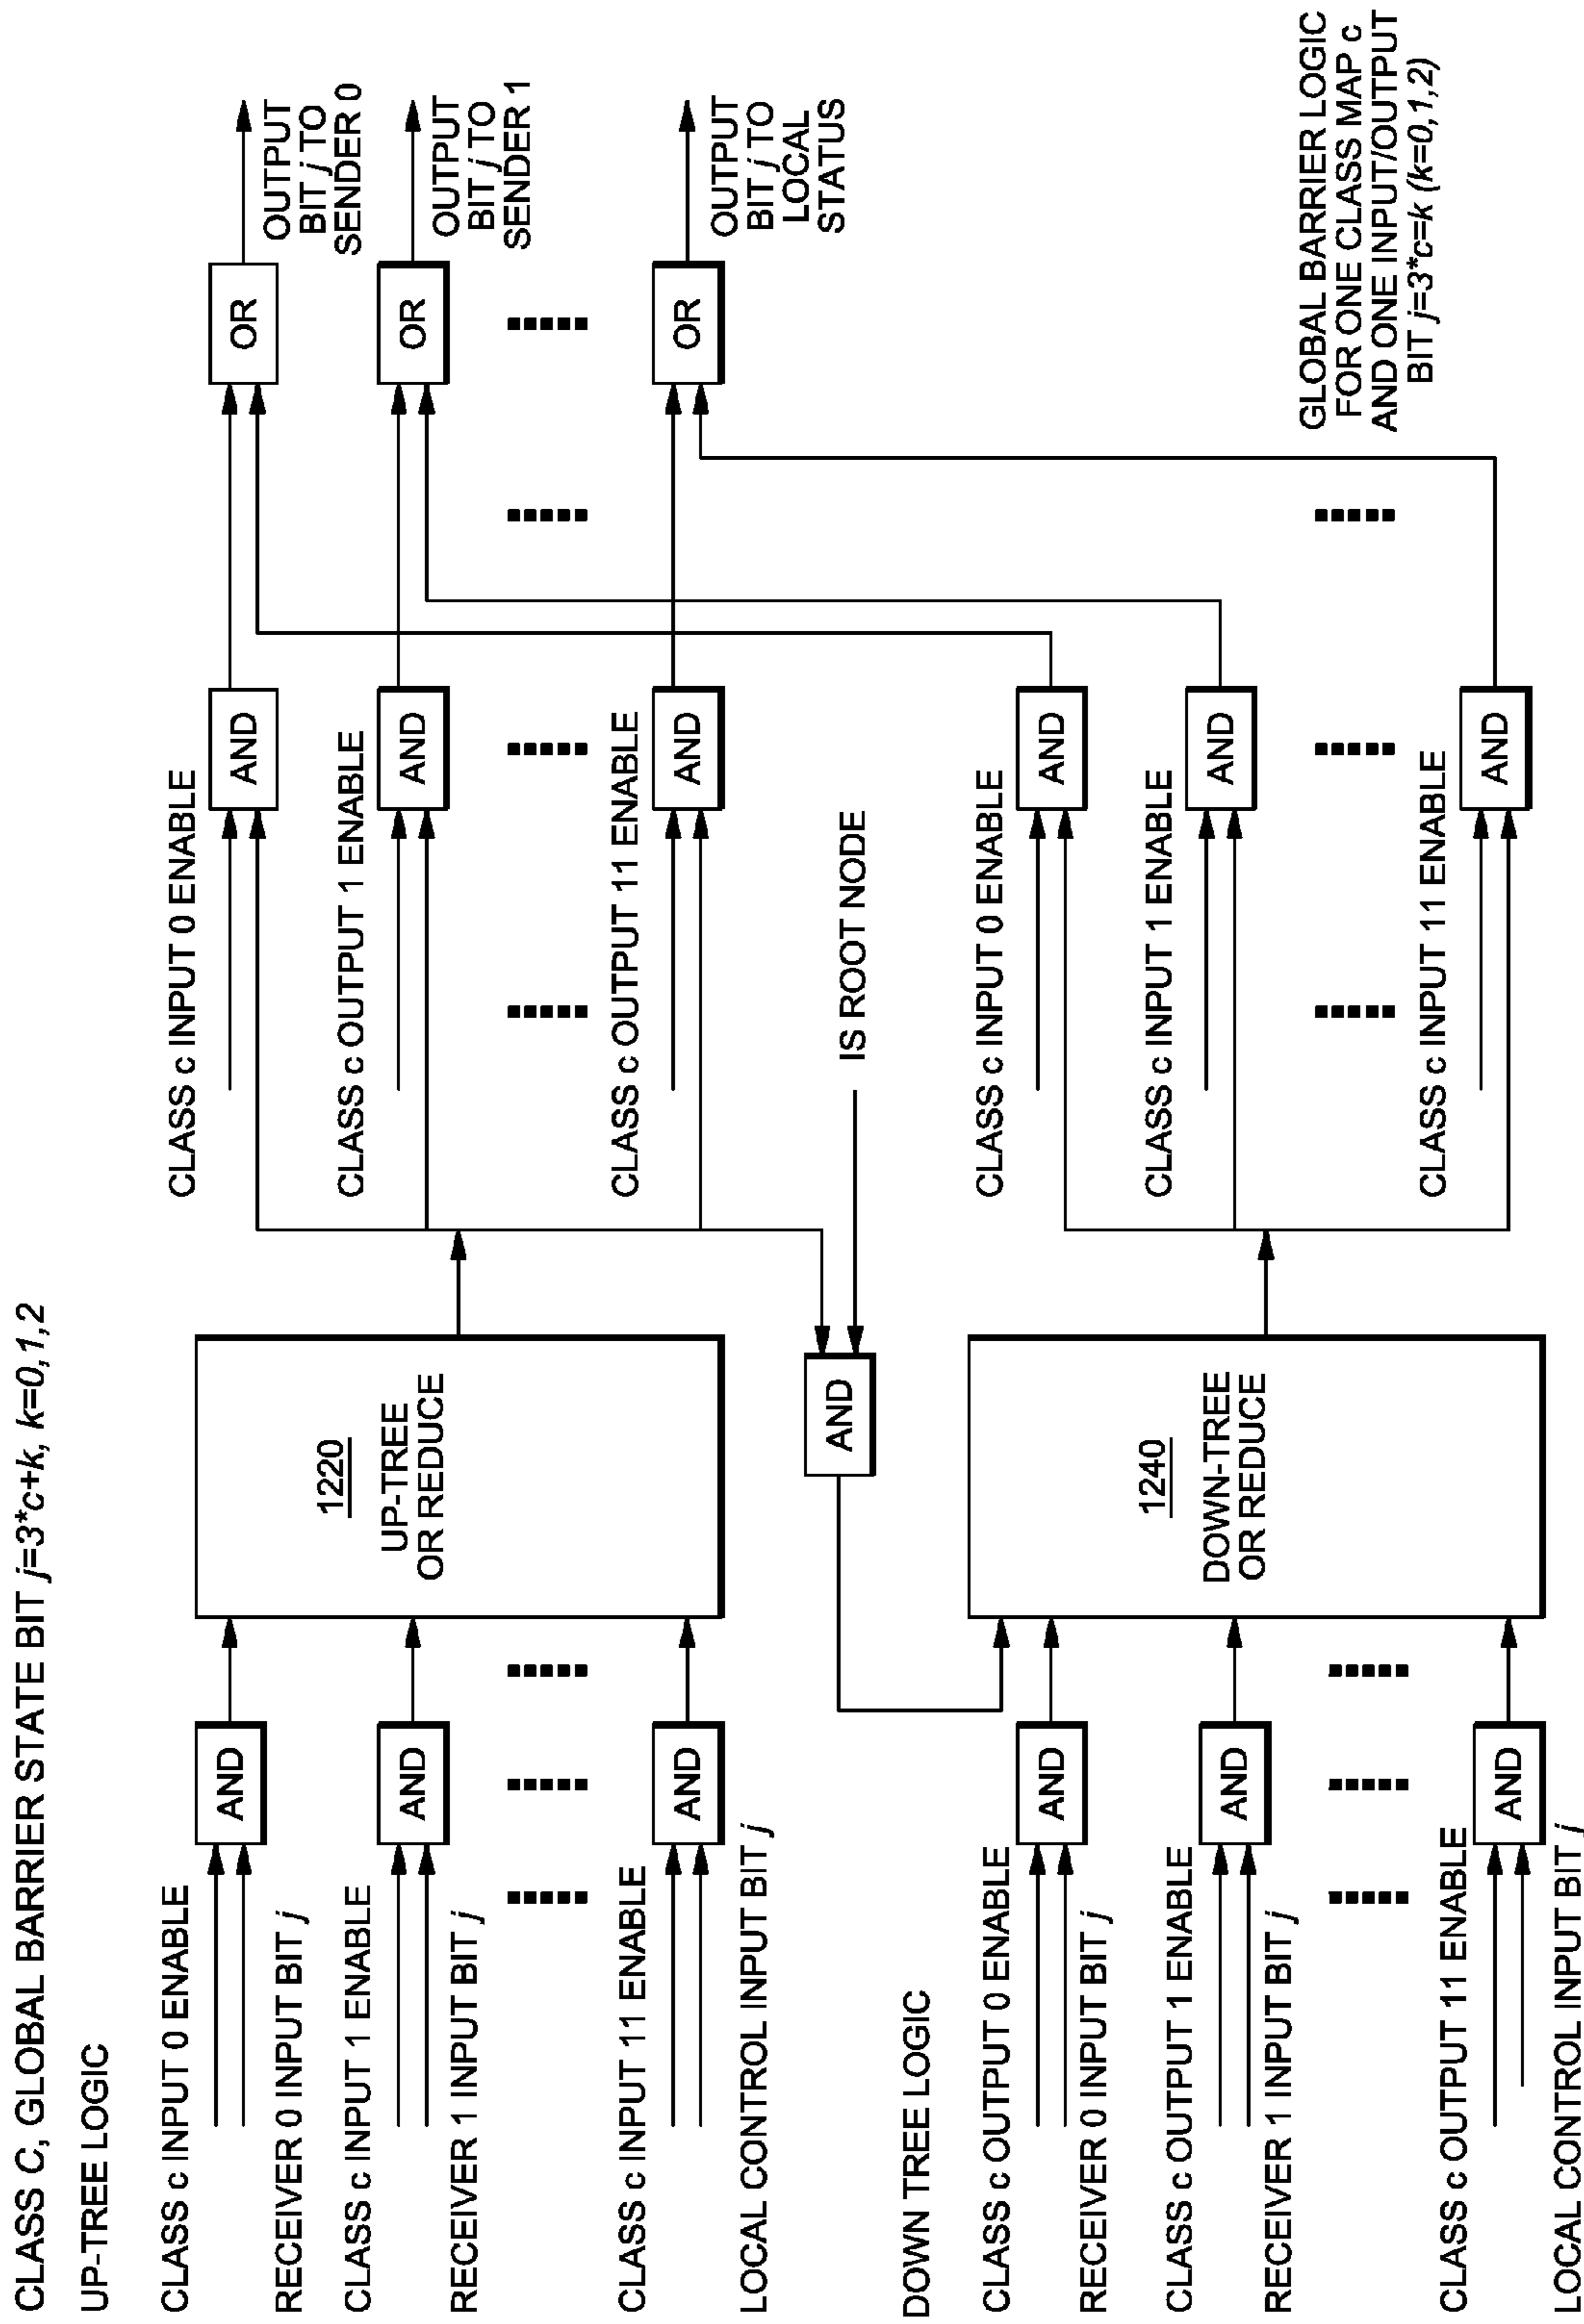 CLASS C, GLOBAL BARRIER STATE BIT j=3*c+k, k=0,1,2
UP-TREE LOGIC
CLASS c INPUT 0 ENABLE
RECEIVER 0 INPUT BIT j
AND
CLASS c INPUT 1 ENABLE
RECEIVER 1 INPUT BIT j
AND
CLASS c INPUT 11 ENABLE
LOCAL CONTROL INPUT BIT j
AND
1220
UP-TREE
OR REDUCE
CLASS c INPUT 0 ENABLE
AND
CLASS c OUTPUT 1 ENABLE
AND
CLASS c OUTPUT 11 ENABLE
AND
OR
OUTPUT
BIT j TO
SENDER 0
OR
OUTPUT
BIT j TO
SENDER 1
OR
OUTPUT
BIT j TO
LOCAL
STATUS
AND
IS ROOT NODE
DOWN TREE LOGIC
CLASS c OUTPUT 0 ENABLE
RECEIVER 0 INPUT BIT j
AND
CLASS c OUTPUT 1 ENABLE
RECEIVER 1 INPUT BIT j
AND
CLASS c OUTPUT 11 ENABLE
LOCAL CONTROL INPUT BIT j
AND
1240
DOWN-TREE
OR REDUCE
CLASS c INPUT 0 ENABLE
AND
CLASS c INPUT 1 ENABLE
AND
CLASS c INPUT 11 ENABLE
AND
GLOBAL BARRIER LOGIC
FOR ONE CLASS MAP c
AND ONE INPUT/OUTPUT
BIT j=3*c=k (k=0,1,2)